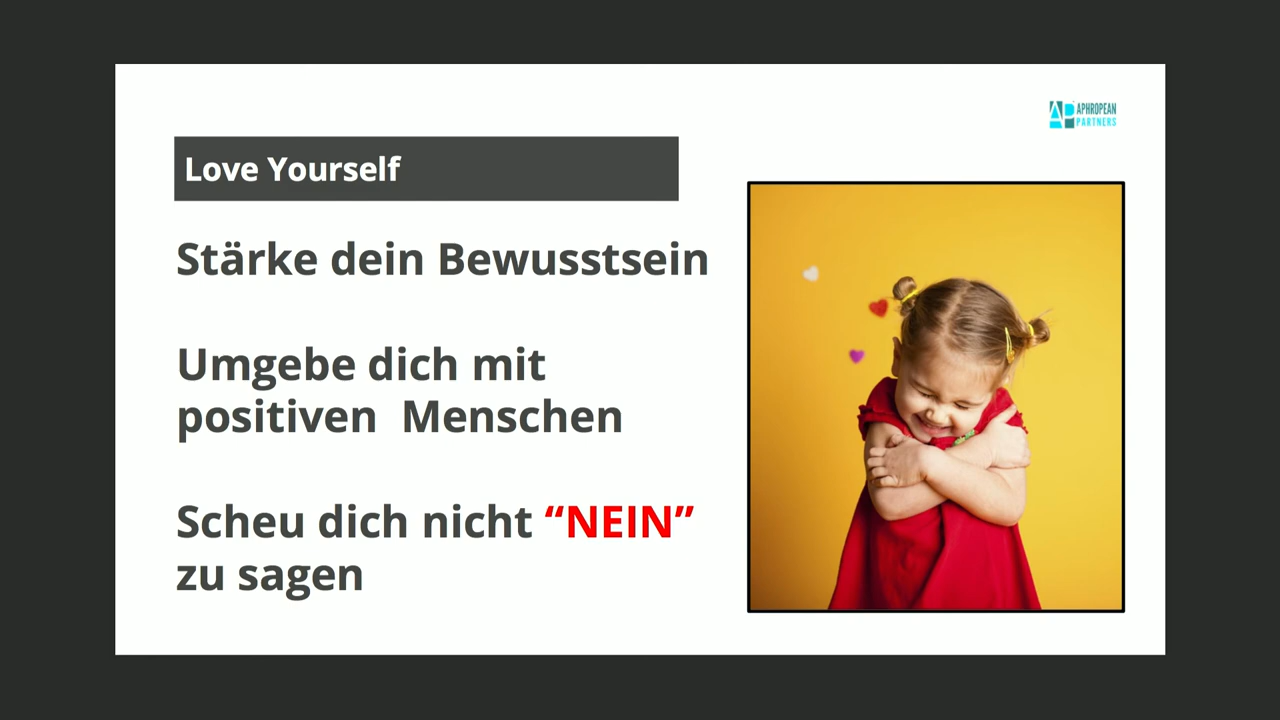 APHROPEAN
PARTNERS
Love Yourself
Stärke dein Bewusstsein
Umgebe dich mit
positiven Menschen
Scheu dich nicht “NEIN”
zu sagen